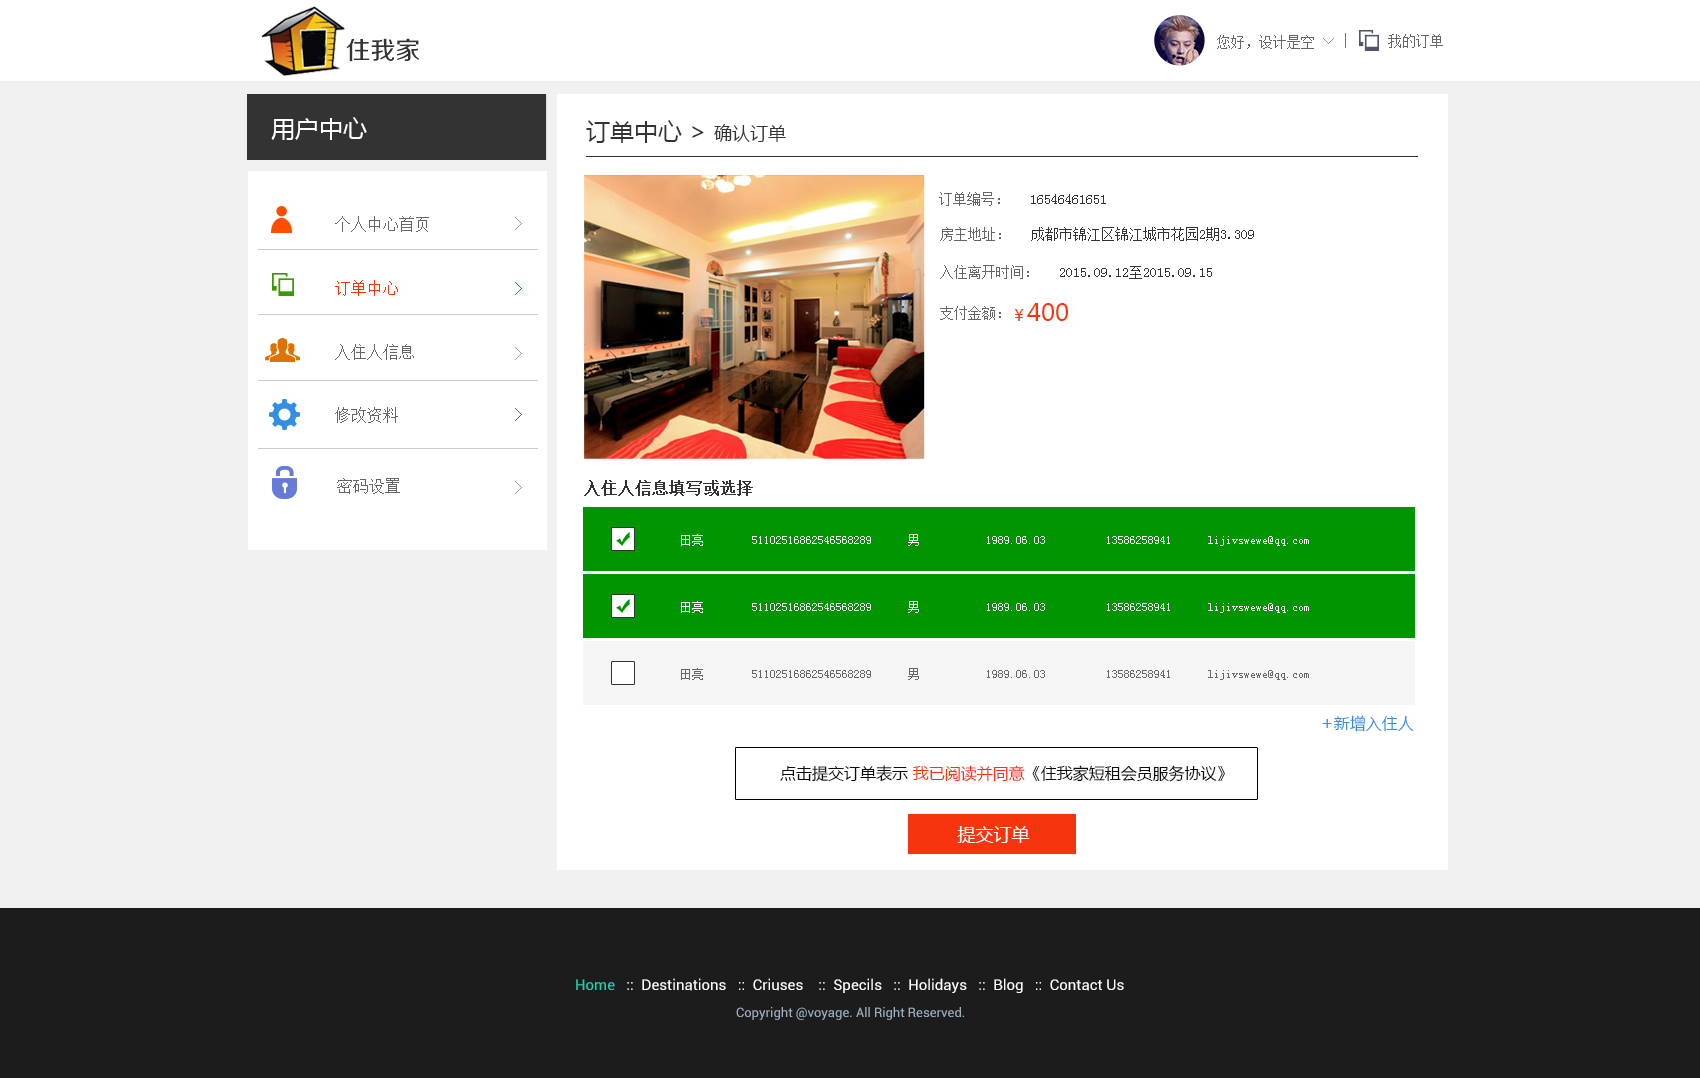 住我家
您好，设计是空 | 我的订单
用户中心
个人中心首页
订单中心
入住人信息
修改资料
密码设置
订单中心 > 确认订单
订单编号： 16546461651
房主地址： 成都市锦江区锦江城市花园2期3.309
入住离开时间： 2015.09.12至2015.09.15
支付金额： ¥400
入住人信息填写或选择
田亮 51102516862546568289 男 1989.06.03 13586258941 lijivswewe@qq.com
田亮 51102516862546568289 男 1989.06.03 13586258941 lijivswewe@qq.com
田亮 51102516862546568289 男 1989.06.03 13586258941 lijivswewe@qq.com
+新增入住人
点击提交订单表示 我已阅读并同意《住我家短租会员服务协议》
提交订单
Home :: Destinations :: Criuses :: Specils :: Holidays :: Blog :: Contact Us
Copyright @voyage. All Right Reserved.